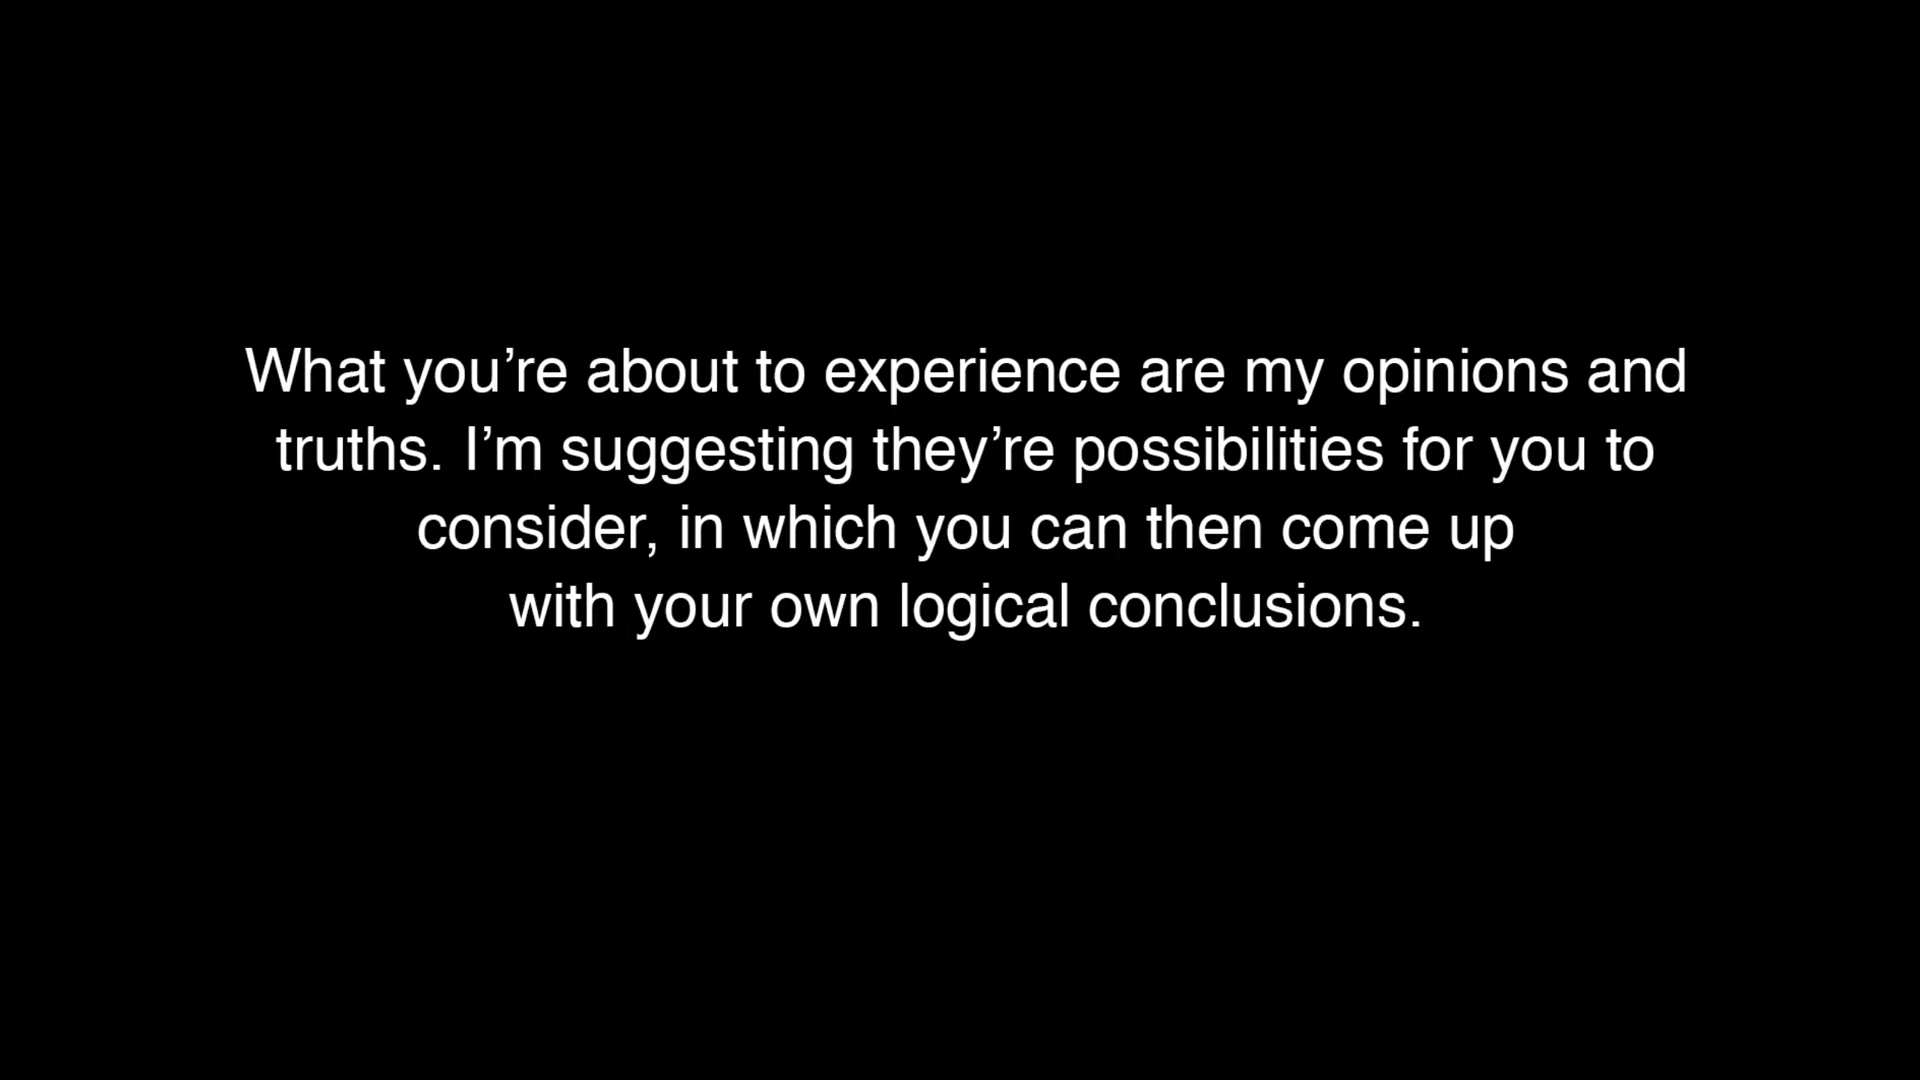 What you’re about to experience are my opinions and
truths. I’m suggesting they’re possibilities for you to
consider, in which you can then come up
with your own logical conclusions.